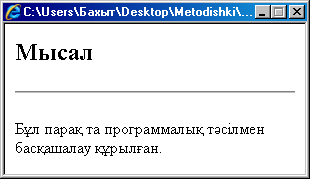 C:\Users\Бахыт\Desktop\Metodishki\...
Мысал
Бұл парақ та программалық тәсілмен
басқашалау құрылған.